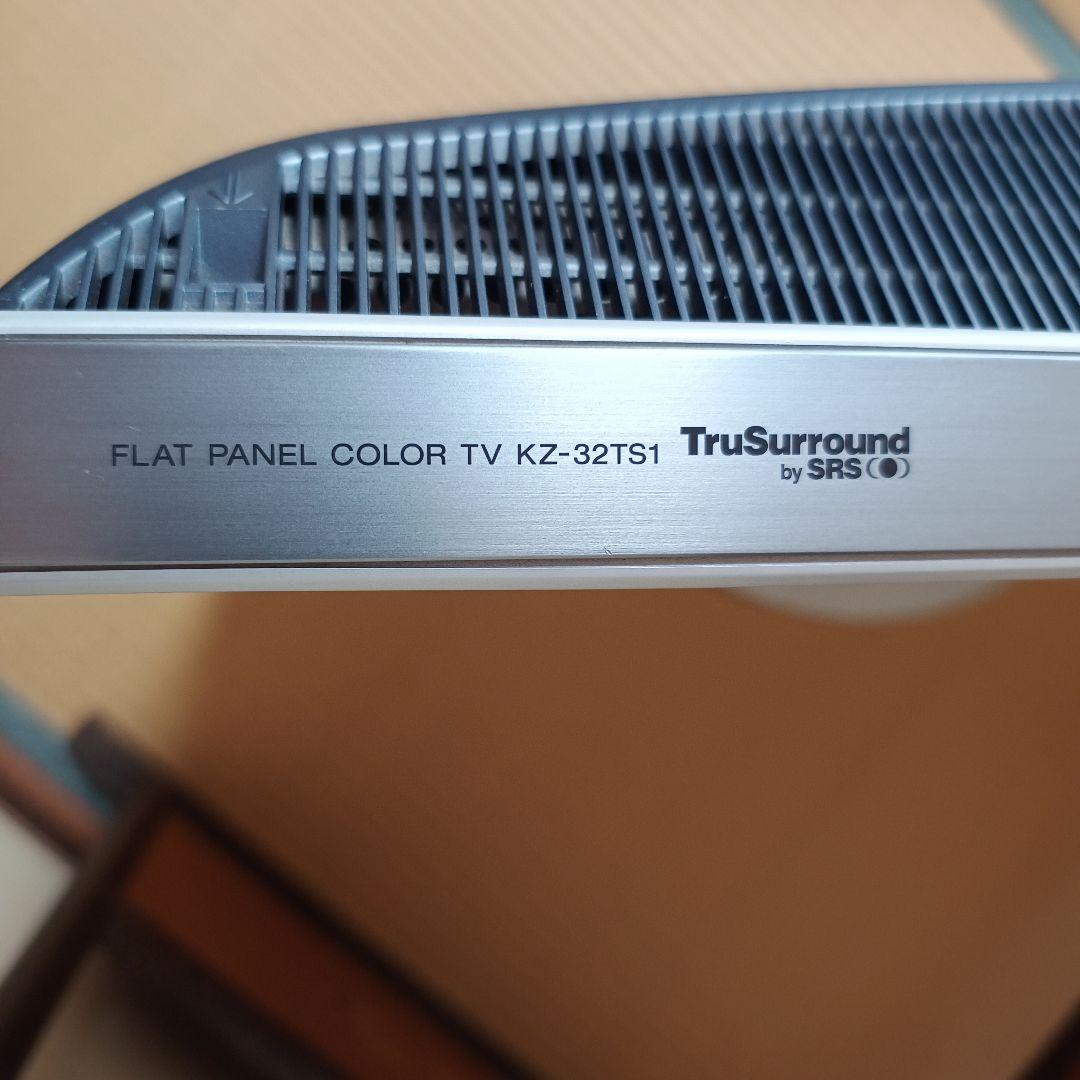 FLAT PANEL COLOR TV KZ-32TS1
TruSurround
by SRS